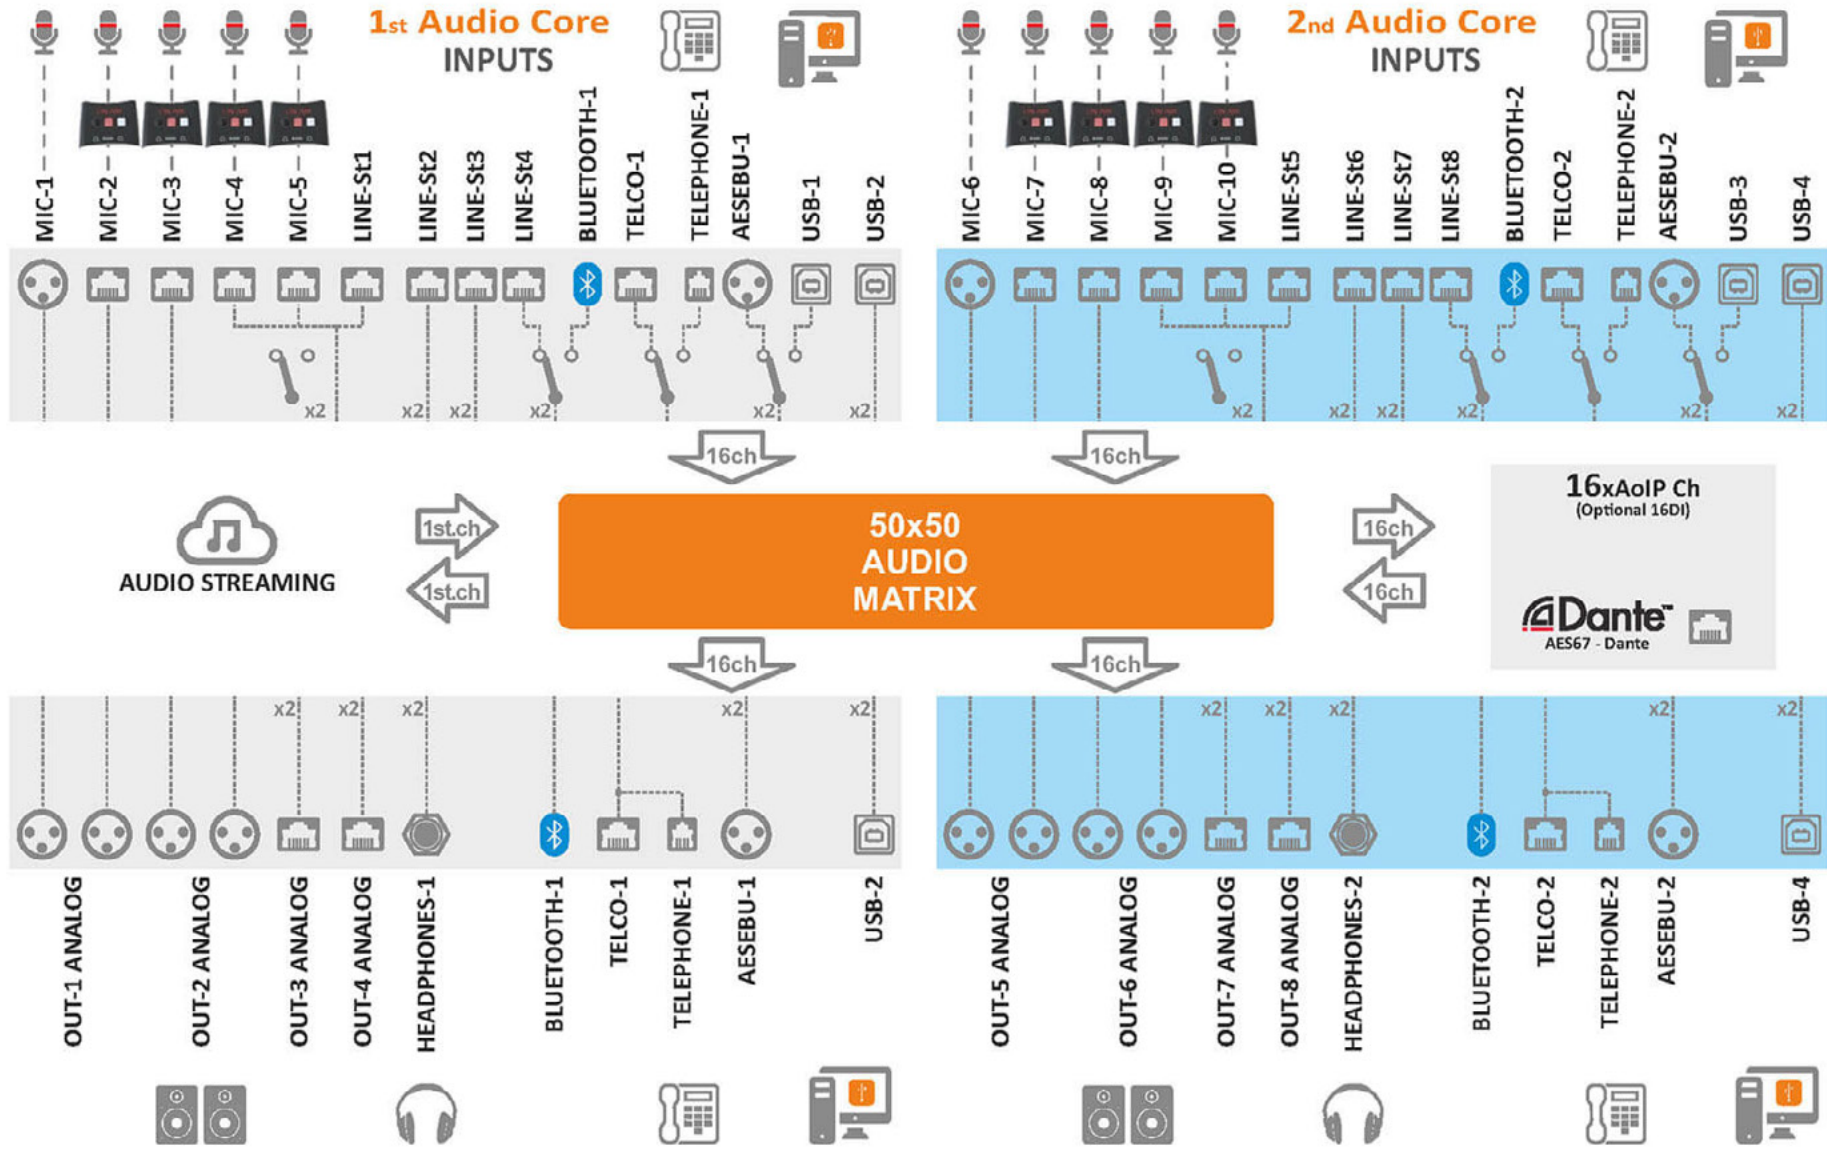 1st Audio Core
INPUTS
2nd Audio Core
INPUTS
MIC-1
MIC-2
MIC-3
MIC-4
MIC-5
LINE-St1
LINE-St2
LINE-St3
LINE-St4
BLUETOOTH-1
TELCO-1
TELEPHONE-1
AESEBU-1
USB-1
USB-2
MIC-6
MIC-7
MIC-8
MIC-9
MIC-10
LINE-St5
LINE-St6
LINE-St7
LINE-St8
BLUETOOTH-2
TELCO-2
TELEPHONE-2
AESEBU-2
USB-3
USB-4
x2
x2
x2
x2
x2
x2
x2
x2
x2
x2
x2
x2
16ch
16ch
AUDIO STREAMING
1st.ch
1st.ch
50x50
AUDIO
MATRIX
16ch
16ch
16xAoIP Ch
(Optional 16DI)
Dante™
AES67 - Dante
16ch
16ch
x2
x2
x2
x2
x2
x2
x2
x2
x2
x2
OUT-1 ANALOG
OUT-2 ANALOG
OUT-3 ANALOG
OUT-4 ANALOG
HEADPHONES-1
BLUETOOTH-1
TELCO-1
TELEPHONE-1
AESEBU-1
USB-2
OUT-5 ANALOG
OUT-6 ANALOG
OUT-7 ANALOG
OUT-8 ANALOG
HEADPHONES-2
BLUETOOTH-2
TELCO-2
TELEPHONE-2
AESEBU-2
USB-4